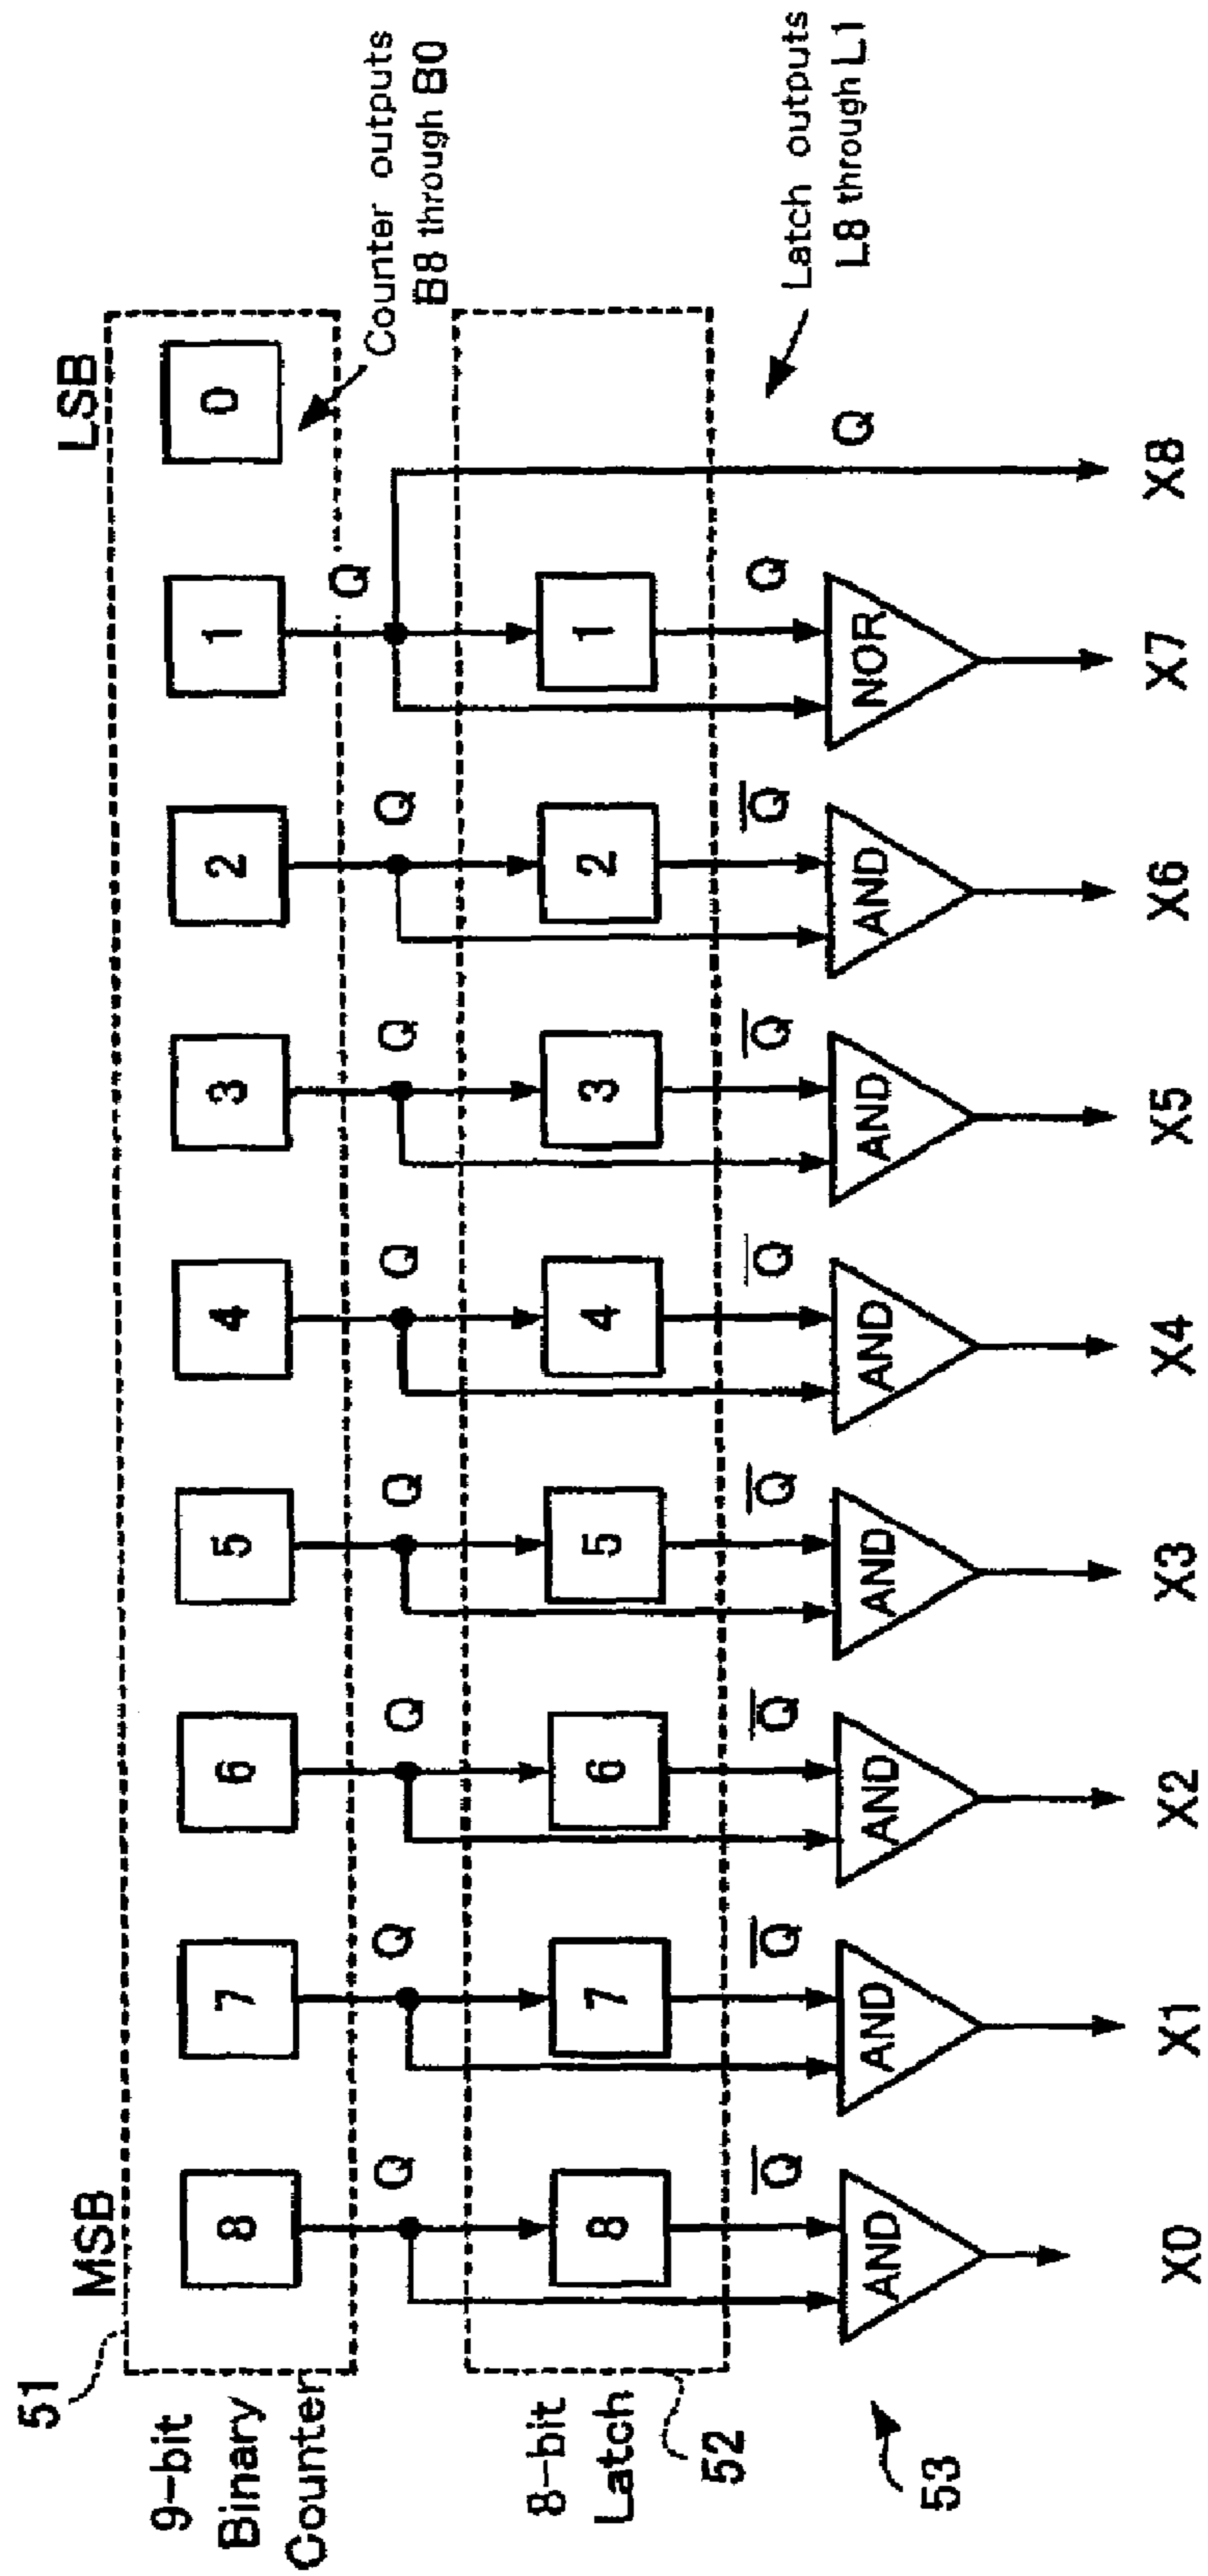 51
MSB
LSB
9-bit
Binary
Counter
8
7
6
5
4
3
2
1
0
Counter outputs
B8 through B0
Q
Q
Q
Q
Q
Q
Q
Q
8-bit
Latch
52
8
7
6
5
4
3
2
1
Latch outputs
L8 through L1
Q̅
Q̅
Q̅
Q̅
Q̅
Q̅
Q̅
Q
Q
53
AND
AND
AND
AND
AND
AND
AND
NOR
X0
X1
X2
X3
X4
X5
X6
X7
X8